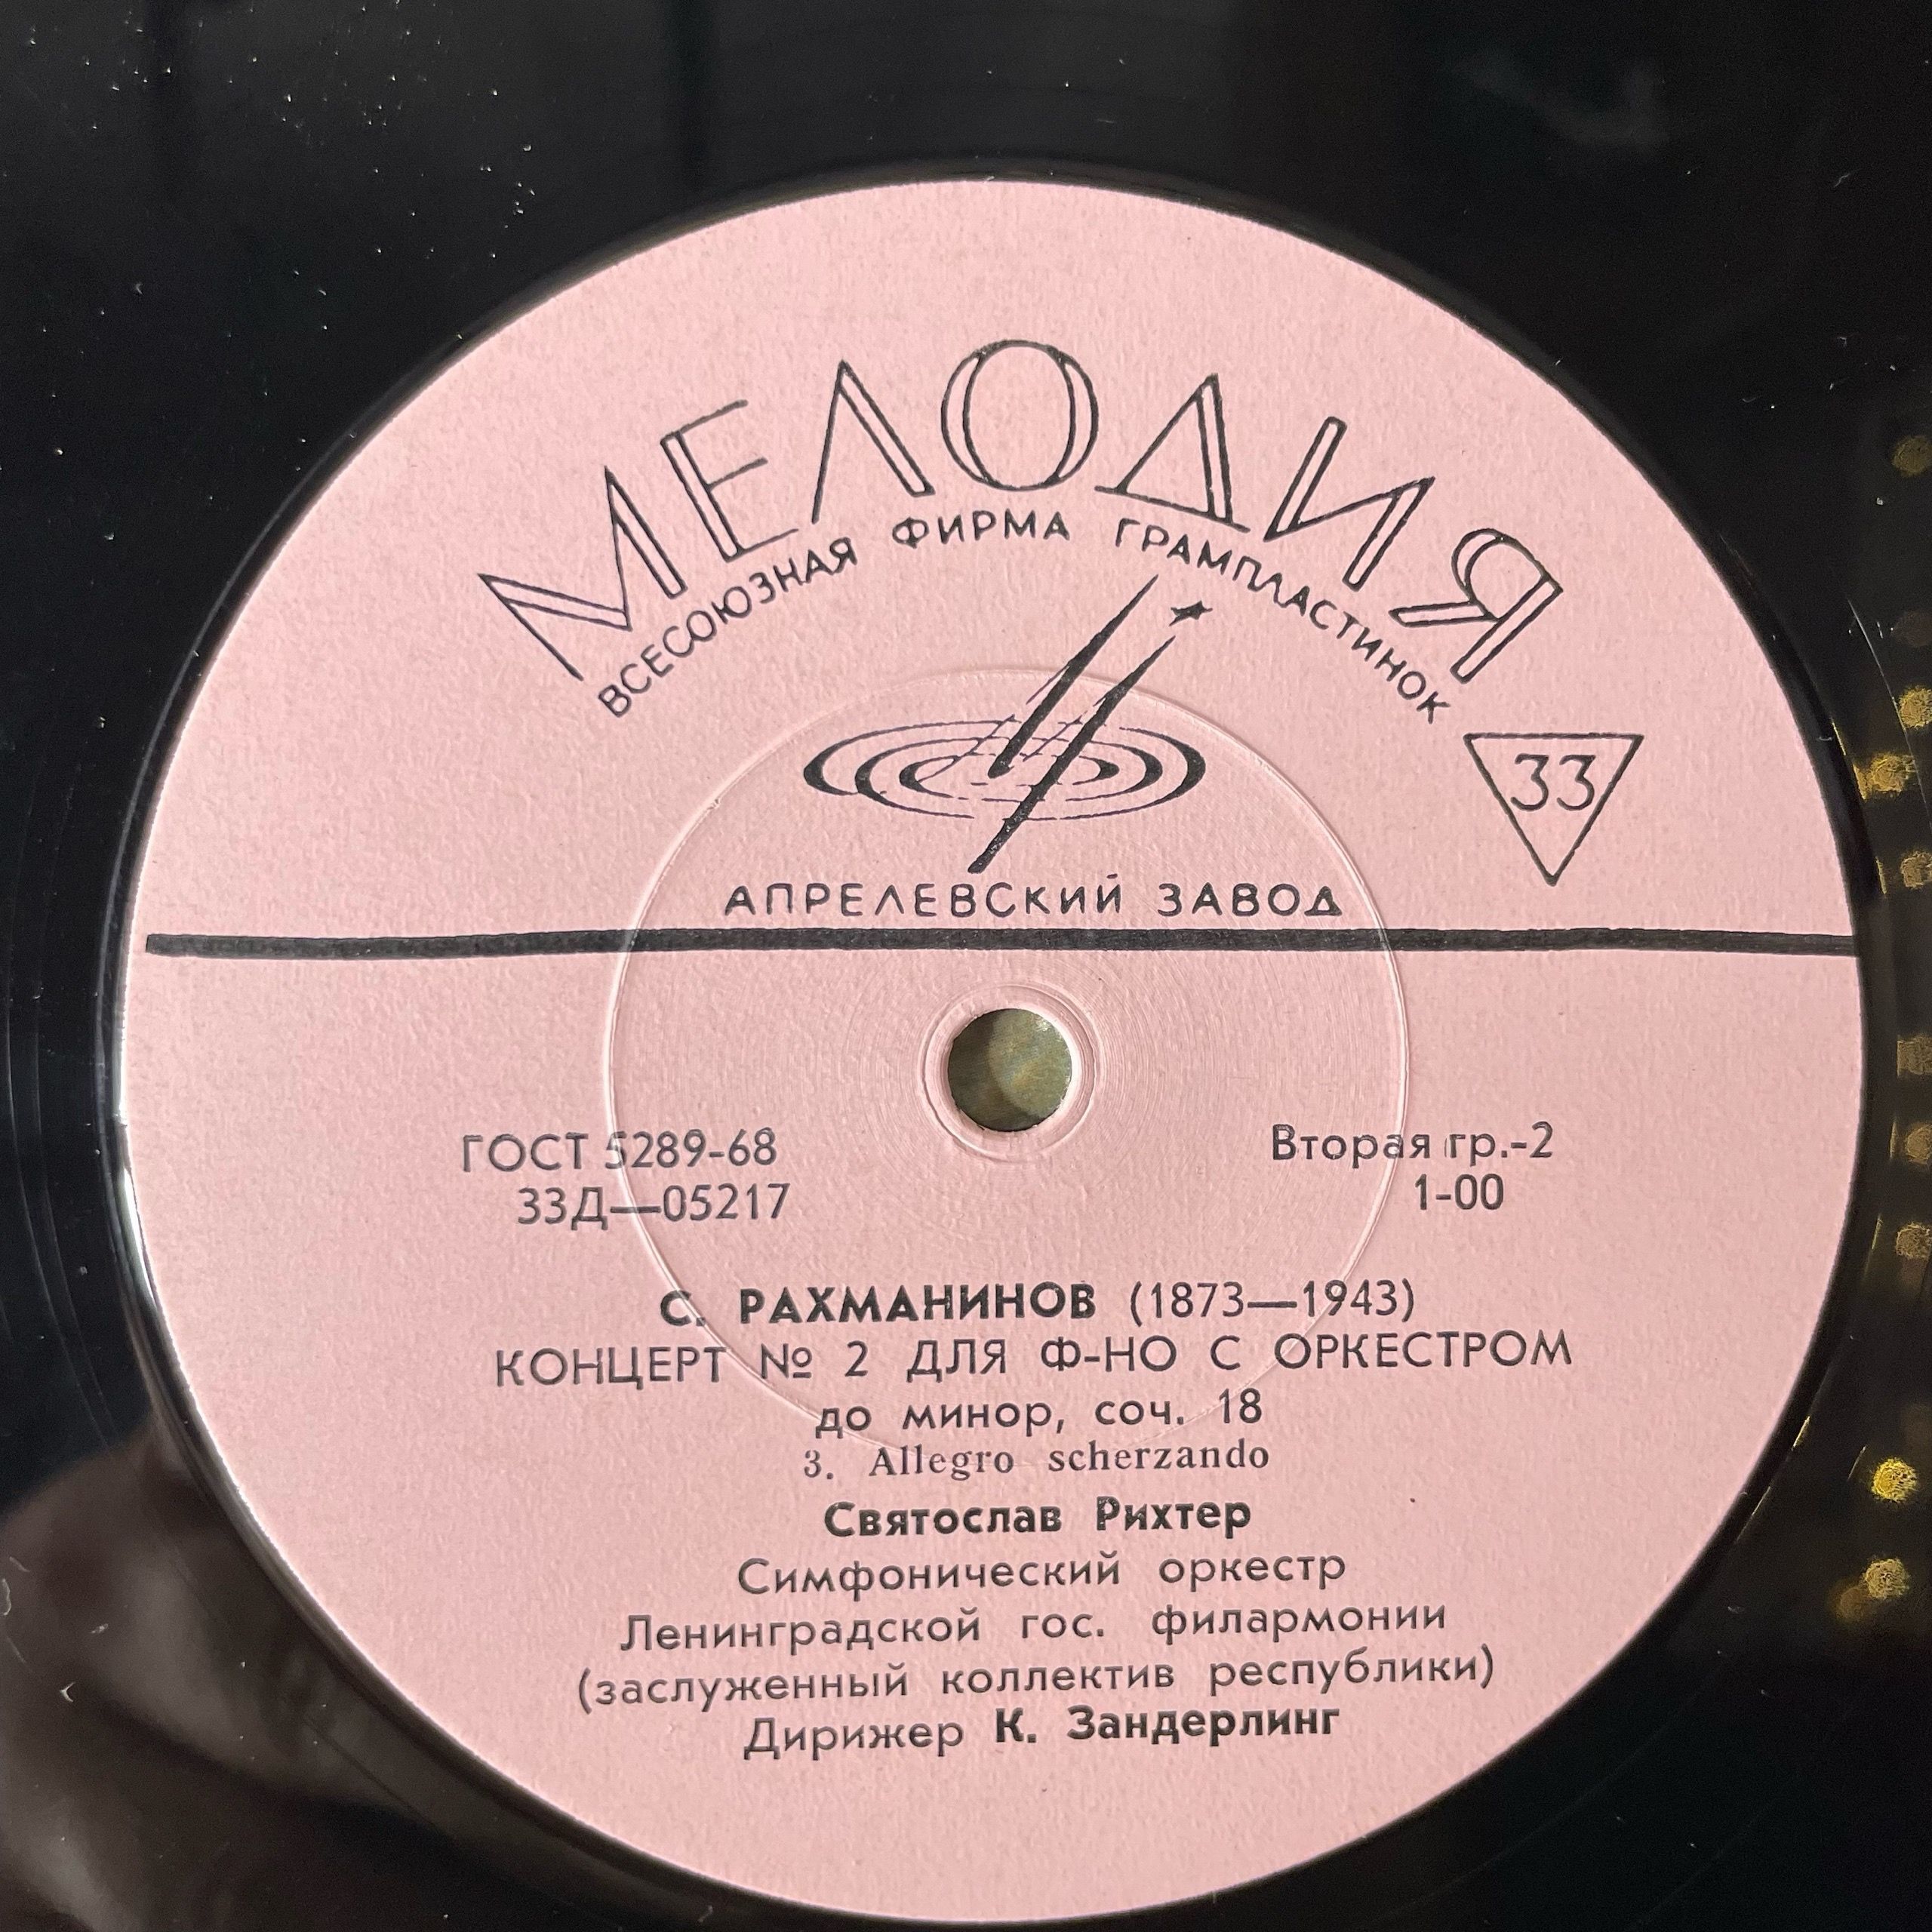 МЕЛОДИЯ
ВСЕСОЮЗНАЯ ФИРМА ГРАМПЛАСТИНОК
33
АПРЕЛЕВСКИЙ ЗАВОД
ГОСТ 5289-68
Вторая гр.-2
33Д—05217
1-00
С. РАХМАНИНОВ (1873—1943)
КОНЦЕРТ № 2 ДЛЯ Ф-НО С ОРКЕСТРОМ
до минор, соч. 18
3. Allegro scherzando
Святослав Рихтер
Симфонический оркестр
Ленинградской гос. филармонии
(заслуженный коллектив республики)
Дирижер К. Зандерлинг